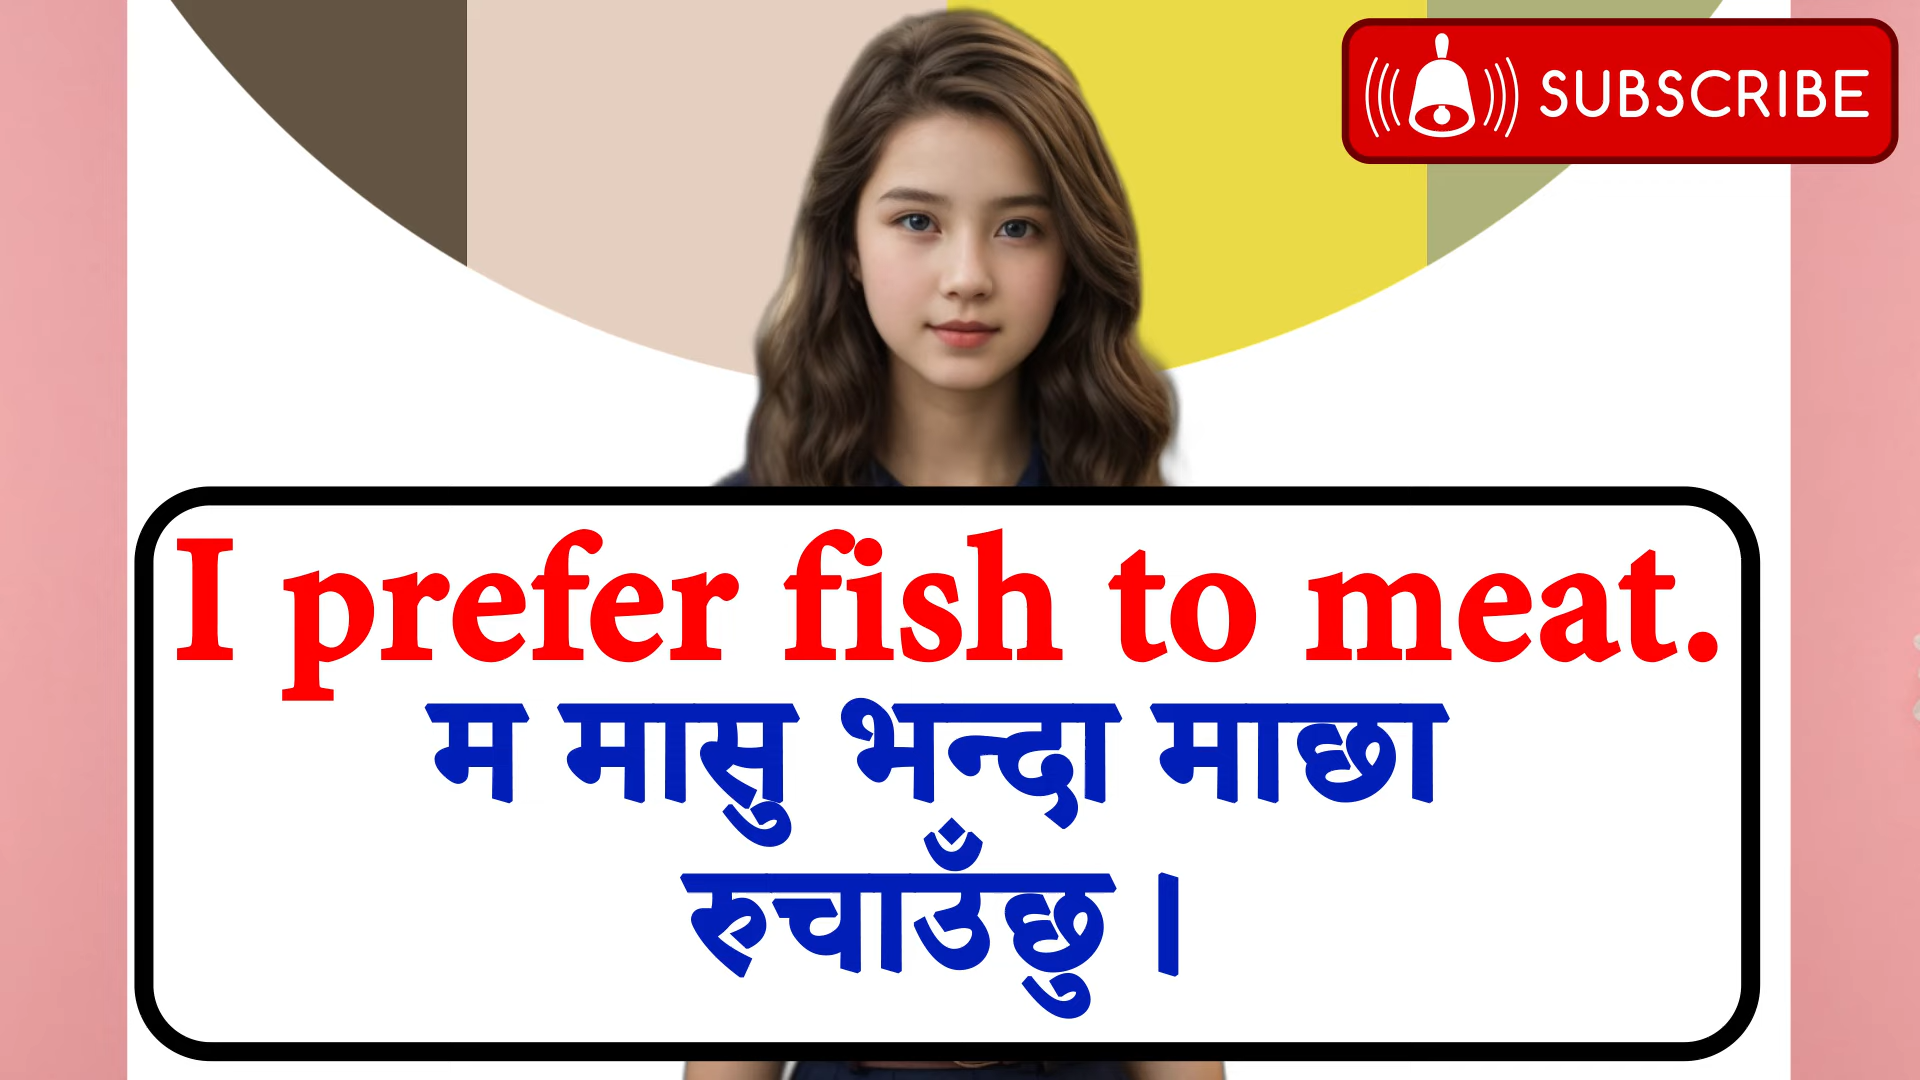 SUBSCRIBE
I prefer fish to meat.
म मासु भन्दा माछा
रुचाउँछु ।